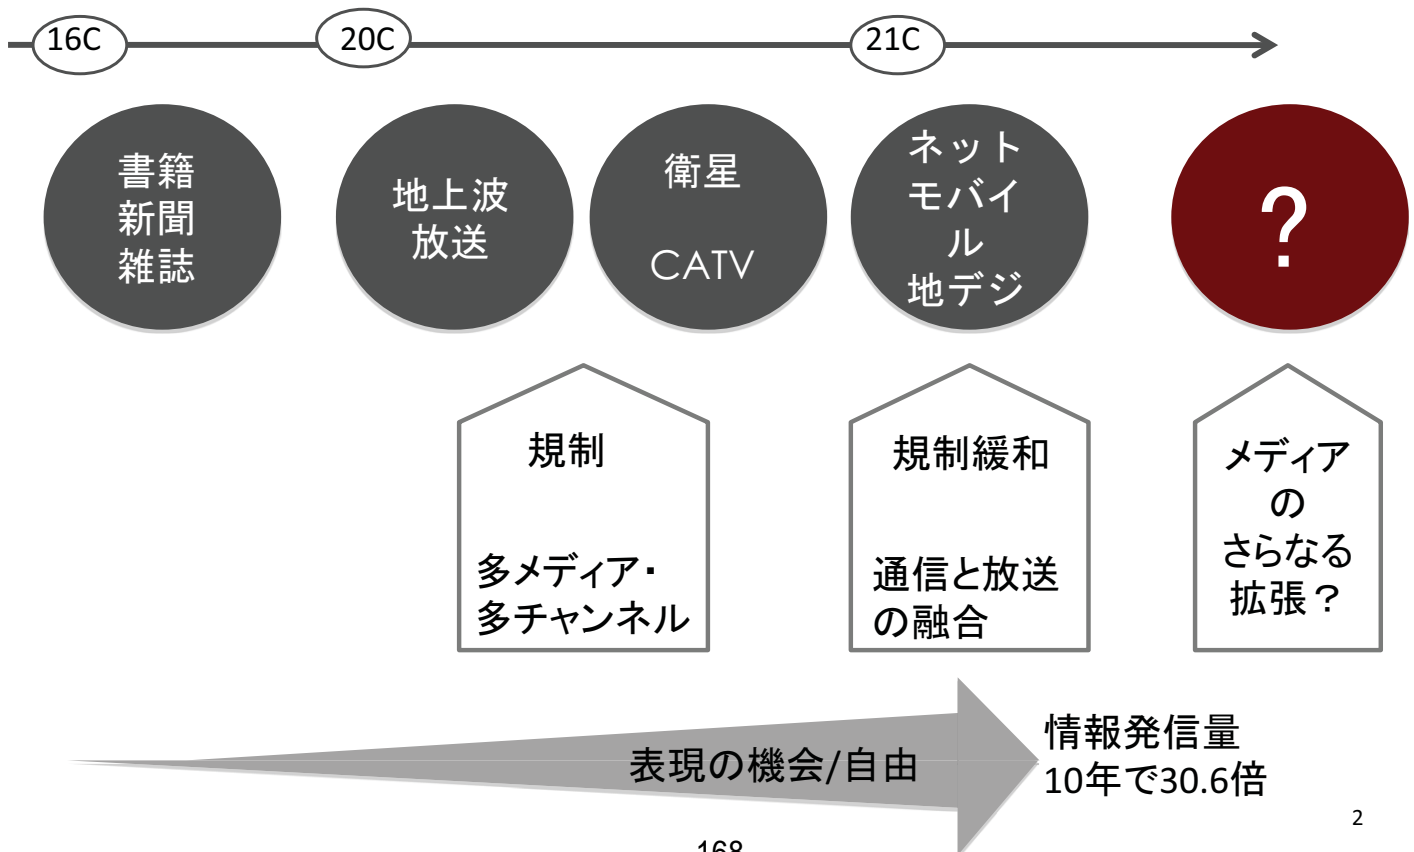 16C
20C
21C
書籍
新聞
雑誌
地上波
放送
衛星
CATV
ネット
モバイ
ル
地デジ
?
規制
多メディア・
多チャンネル
規制緩和
通信と放送
の融合
メディア
の
さらなる
拡張？
表現の機会/自由
情報発信量
10年で30.6倍
2
168